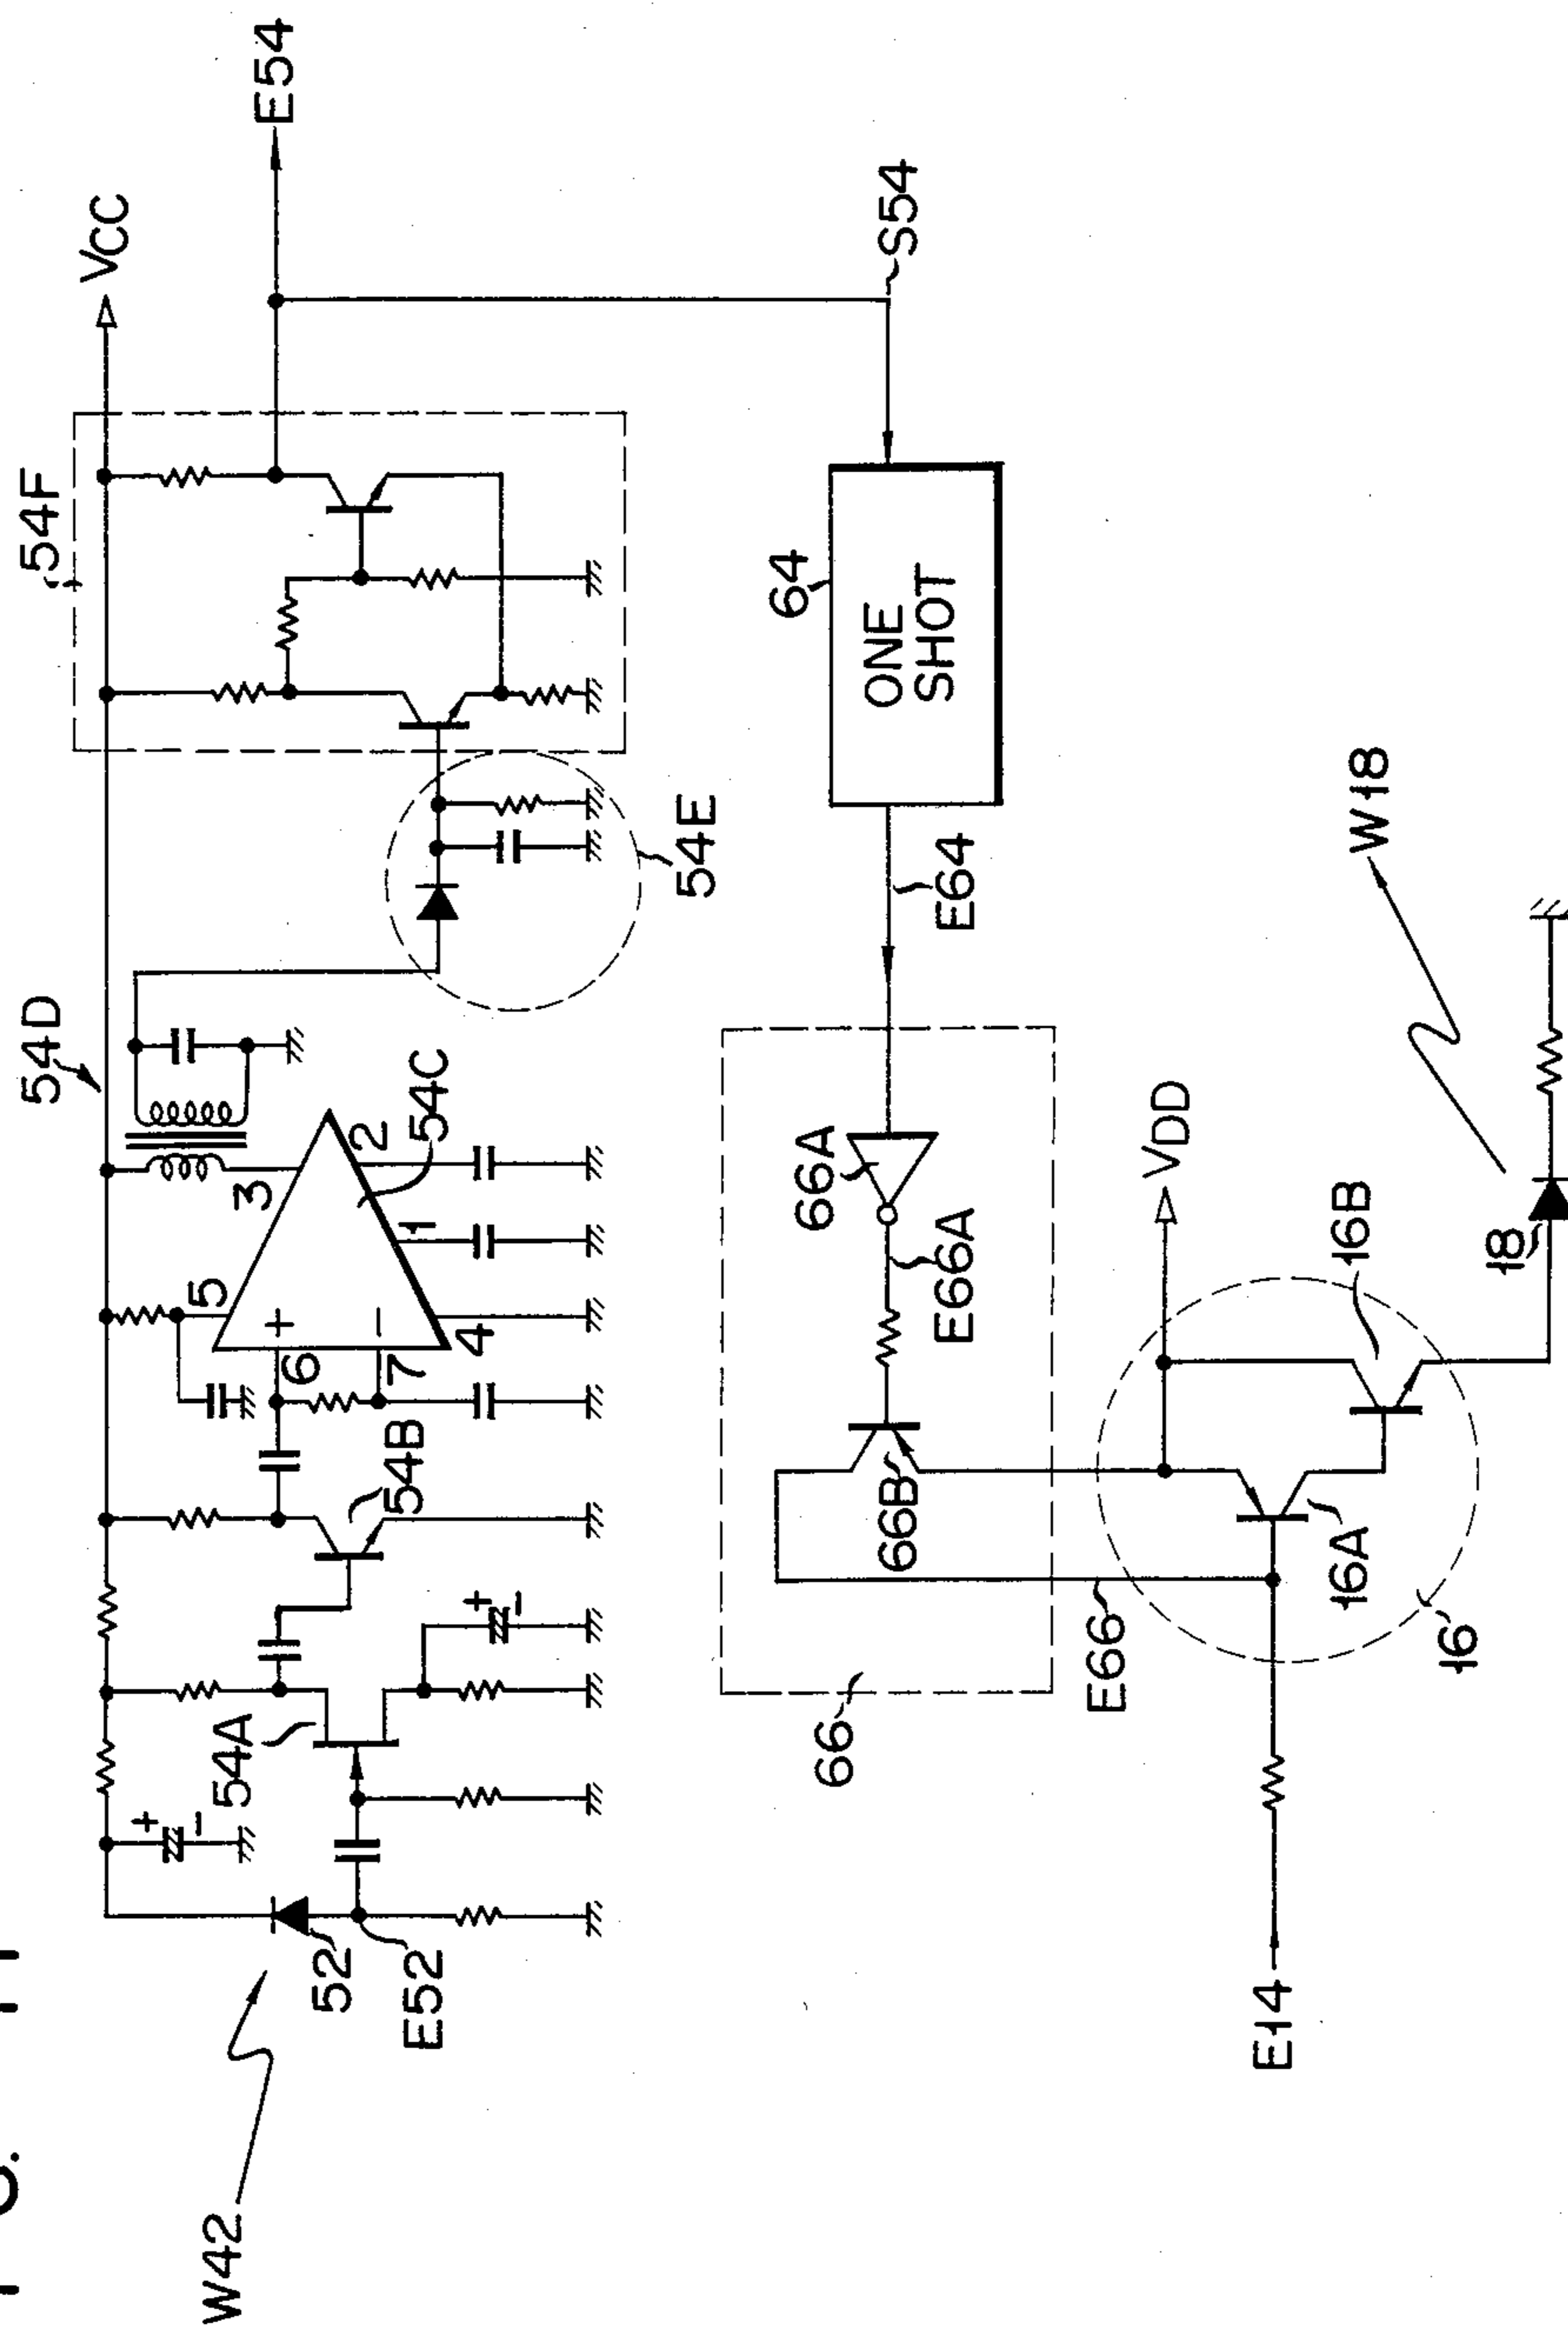 54D
54F
VCC
E54
W42
52
E52
+
-
54A
+
-
54B
5
6
+
7
-
4
3
1
2
54C
54E
S54
64
ONE
SHOT
E64
66
66A
E66A
66B
E66
VDD
E14
16A
16B
16
18
W18